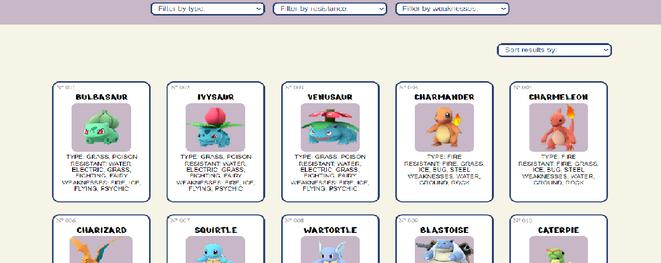 Filter by type:
Filter by resistance:
Filter by weaknesses:
Sort results by:
N° 001
BULBASAUR
TYPE: GRASS, POISON
RESISTANT: WATER,
ELECTRIC, GRASS,
FIGHTING, FAIRY
WEAKNESSES: FIRE, ICE,
FLYING, PSYCHIC
N° 002
IVYSAUR
TYPE: GRASS, POISON
RESISTANT: WATER,
ELECTRIC, GRASS,
FIGHTING, FAIRY
WEAKNESSES: FIRE, ICE,
FLYING, PSYCHIC
N° 003
VENUSAUR
TYPE: GRASS, POISON
RESISTANT: WATER,
ELECTRIC, GRASS,
FIGHTING, FAIRY
WEAKNESSES: FIRE, ICE,
FLYING, PSYCHIC
N° 004
CHARMANDER
TYPE: FIRE
RESISTANT: FIRE, GRASS,
ICE, BUG, STEEL
WEAKNESSES: WATER,
GROUND, ROCK
N° 005
CHARMELEON
TYPE: FIRE
RESISTANT: FIRE, GRASS,
ICE, BUG, STEEL
WEAKNESSES: WATER,
GROUND, ROCK
N° 006
CHARIZARD
N° 007
SQUIRTLE
N° 008
WARTORTLE
N° 009
BLASTOISE
N° 010
CATERPIE